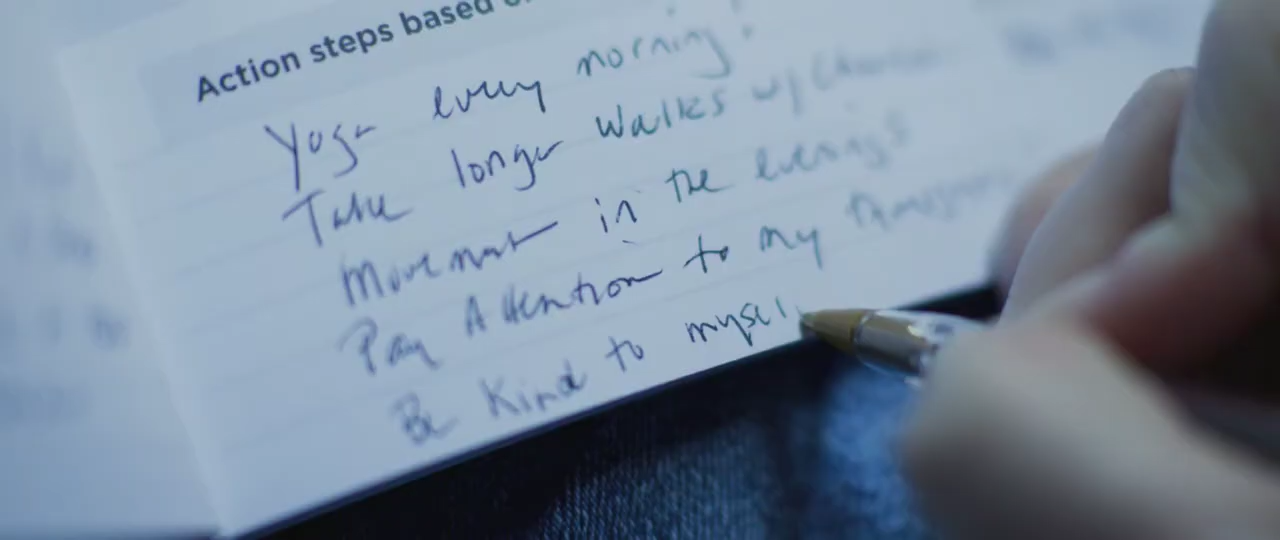 Action steps based
Yoga every morning!
Take longer walks w/
Movement in the evenings
Pay Attention to my
Be Kind to mysel